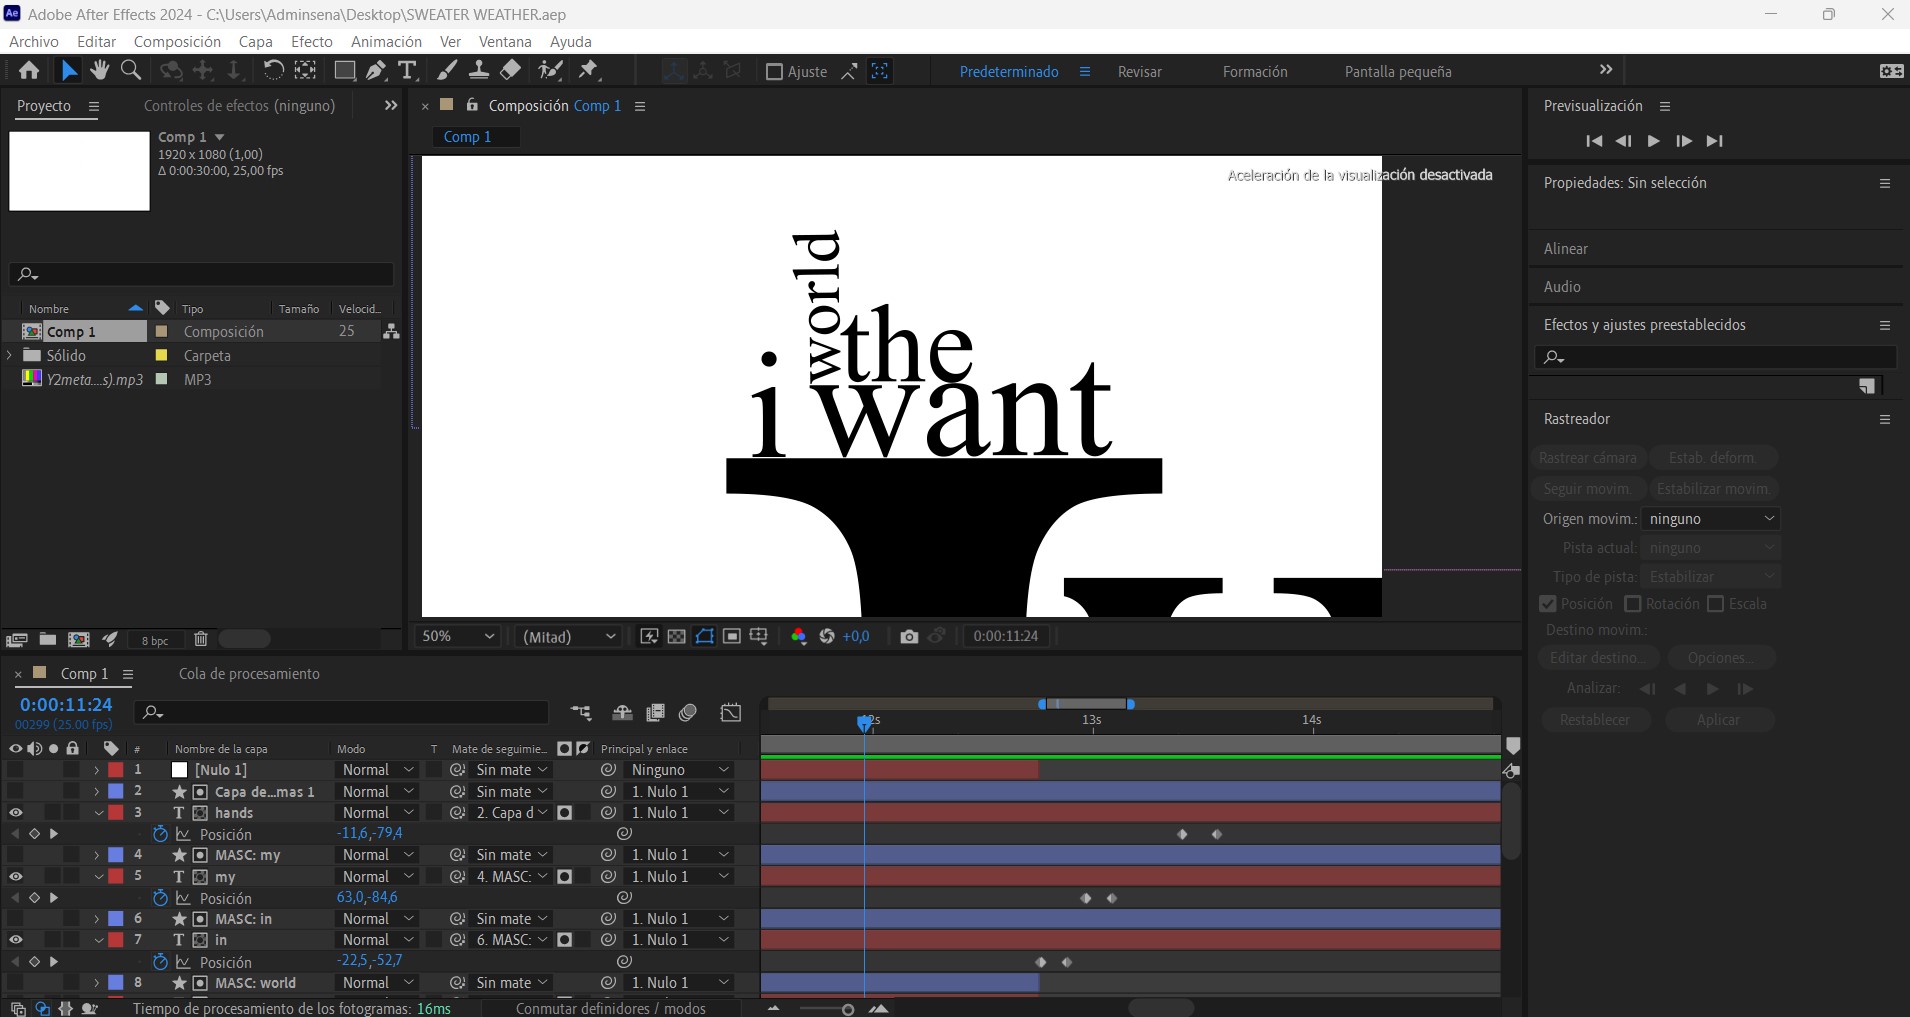 Adobe After Effects 2024 - C:\Users\Adminsena\Desktop\SWEATER WEATHER.aep
Archivo Editar Composición Capa Efecto Animación Ver Ventana Ayuda
Ajuste
Predeterminado Revisar Formación Pantalla pequeña
Proyecto Controles de efectos (ninguno)
Comp 1
1920 x 1080 (1,00)
Δ 0:00:30:00, 25,00 fps
Nombre Tipo Tamaño Velocid...
Comp 1 Composición 25
Sólido Carpeta
Y2meta....s).mp3 MP3
8 bpc
Composición Comp 1
Comp 1
Aceleración de la visualización desactivada
world
the
i want
50% (Mitad) +0,0 0:00:11:24
Previsualización
Propiedades: Sin selección
Alinear
Audio
Efectos y ajustes preestablecidos
Rastreador
Rastrear cámara Estab. deform.
Seguir movim. Estabilizar movim.
Origen movim.: ninguno
Pista actual: ninguno
Tipo de pista: Estabilizar
Posición Rotación Escala
Destino movim.:
Editar destino... Opciones...
Analizar:
Restablecer Aplicar
Comp 1 Cola de procesamiento
0:00:11:24
00299 (25.00 fps)
2s 13s 14s
# Nombre de la capa Modo T Mate de seguimie... Principal y enlace
1 [Nulo 1] Normal Sin mate Ninguno
2 Capa de...mas 1 Normal Sin mate 1. Nulo 1
3 T hands Normal 2. Capa d 1. Nulo 1
Posición -11,6,-79,4
4 MASC: my Normal Sin mate 1. Nulo 1
5 T my Normal 4. MASC: 1. Nulo 1
Posición 63,0,-84,6
6 MASC: in Normal Sin mate 1. Nulo 1
7 T in Normal 6. MASC: 1. Nulo 1
Posición -22,5,-52,7
8 MASC: world Normal Sin mate 1. Nulo 1
Tiempo de procesamiento de los fotogramas: 16ms Conmutar definidores / modos